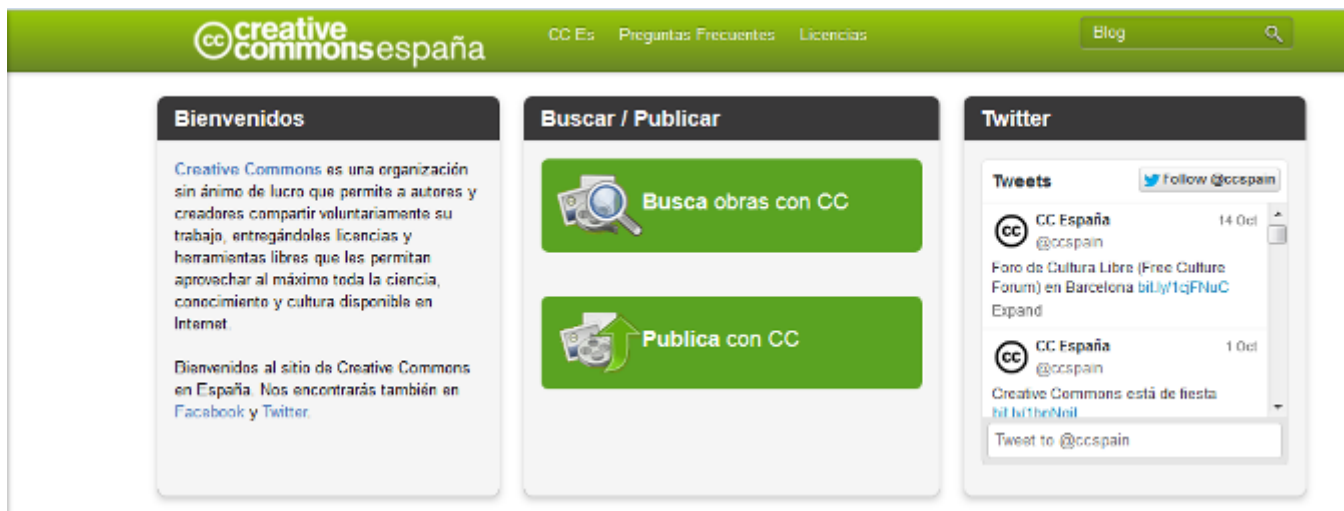 cc creative commons españa
CC Es Preguntas Frecuentes Licencias
Blog
Bienvenidos
Creative Commons es una organización
sin ánimo de lucro que permite a autores y
creadores compartir voluntariamente su
trabajo, entregándoles licencias y
herramientas libres que les permitan
aprovechar al máximo toda la ciencia,
conocimiento y cultura disponible en
Internet.
Bienvenidos al sitio de Creative Commons
en España. Nos encontrarás también en
Facebook y Twitter.
Buscar / Publicar
Busca obras con CC
Publica con CC
Twitter
Tweets
Follow @ccspain
cc CC España 14 Oct
@ccspain
Foro de Cultura Libre (Free Culture
Forum) en Barcelona bit.ly/1cjFNuC
Expand
cc CC España 1 Oct
@ccspain
Creative Commons está de fiesta
Tweet to @ccspain